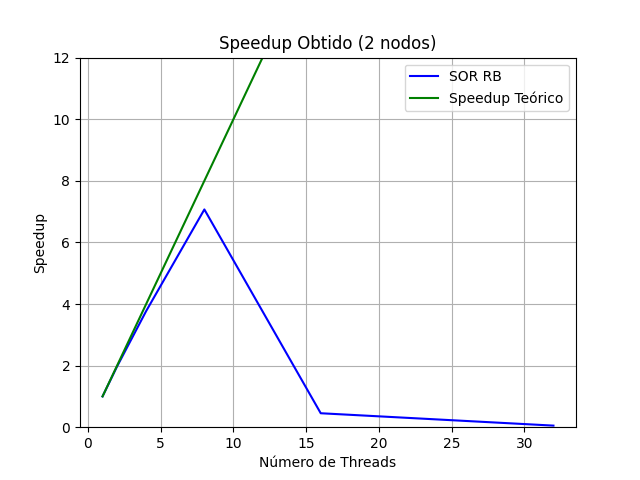 Speedup Obtido (2 nodos)
SOR RB
Speedup Teórico
Speedup
12
10
8
6
4
2
0
0 5 10 15 20 25 30
Número de Threads